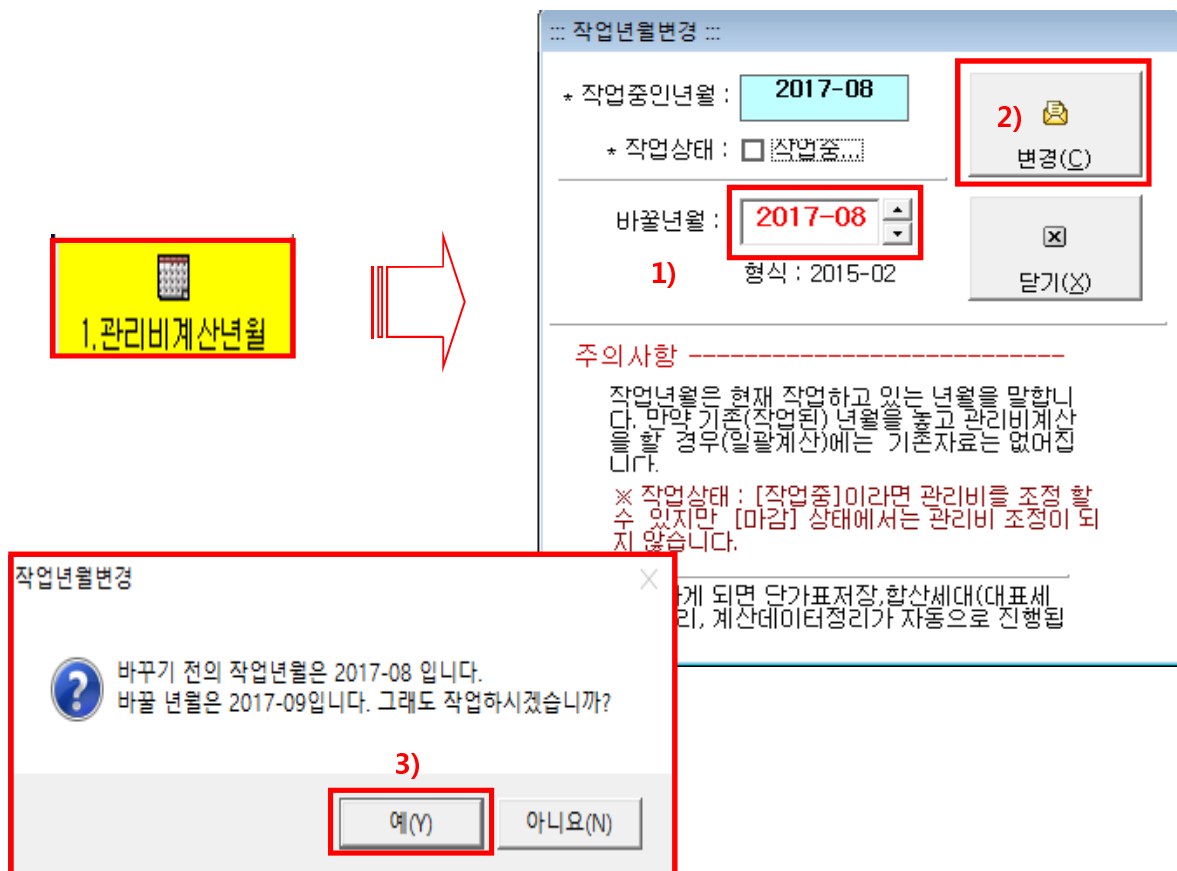 ::: 작업년월변경 :::
* 작업중인년월 : 2017-08
* 작업상태 : 작업중...
2)
변경(C)
바꿀년월 : 2017-08
1)
형식 : 2015-02
닫기(X)
1.관리비계산년월
주의사항 ---------------------------
작업년월은 현재 작업하고 있는 년월을 말합니
다. 만약 기존(작업된) 년월을 놓고 관리비계산
을 할 경우(일괄계산)에는 기존자료는 없어집
니다.
※ 작업상태 : [작업중]이라면 관리비를 조정 할
수 있지만 [마감] 상태에서는 관리비 조정이 되
지 않습니다.
게 되면 단가표저장,합산세대(대표세
리, 계산데이터정리가 자동으로 진행됩
작업년월변경
바꾸기 전의 작업년월은 2017-08 입니다.
바꿀 년월은 2017-09입니다. 그래도 작업하시겠습니까?
3)
예(Y)
아니요(N)